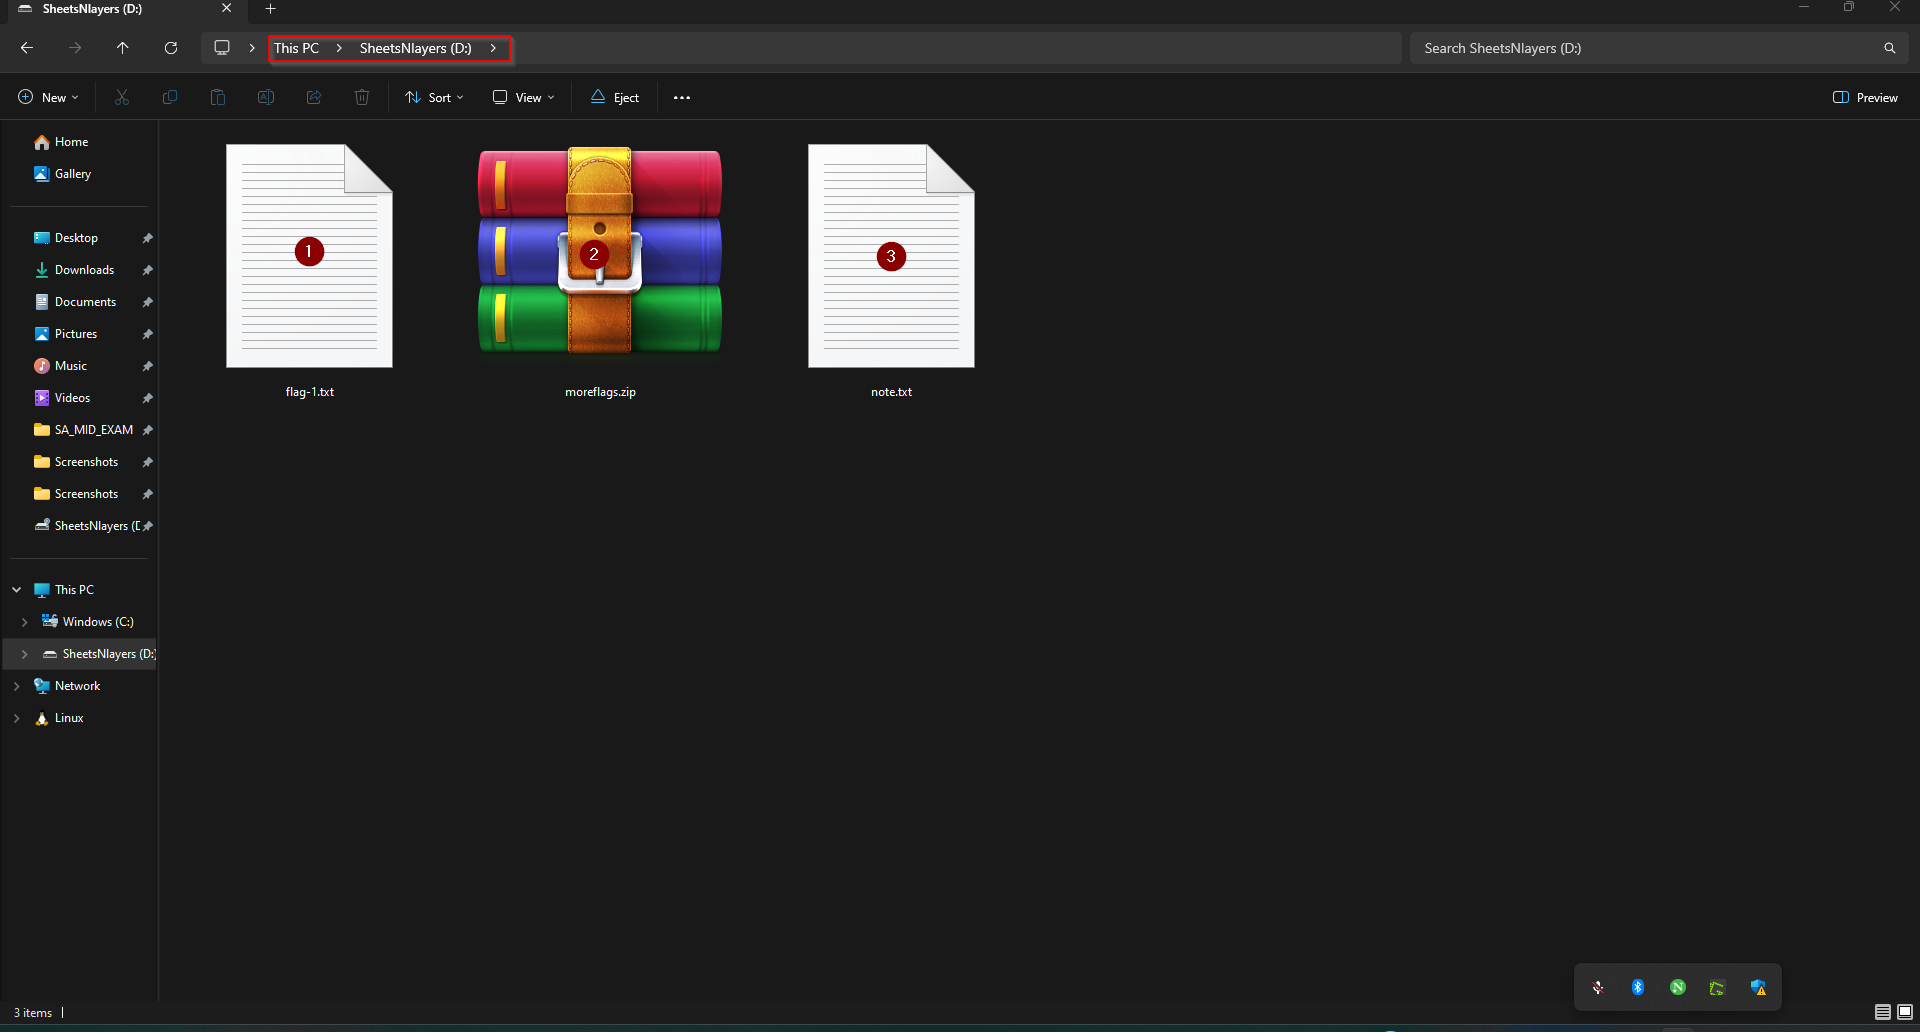 SheetsNlayers (D:)
This PC > SheetsNlayers (D:) >
Search SheetsNlayers (D:)
New
Sort
View
Eject
Preview
Home
Gallery
Desktop
Downloads
Documents
Pictures
Music
Videos
SA_MID_EXAM
Screenshots
Screenshots
SheetsNlayers (D
This PC
Windows (C:)
SheetsNlayers (D:)
Network
Linux
1
2
3
flag-1.txt
moreflags.zip
note.txt
3 items